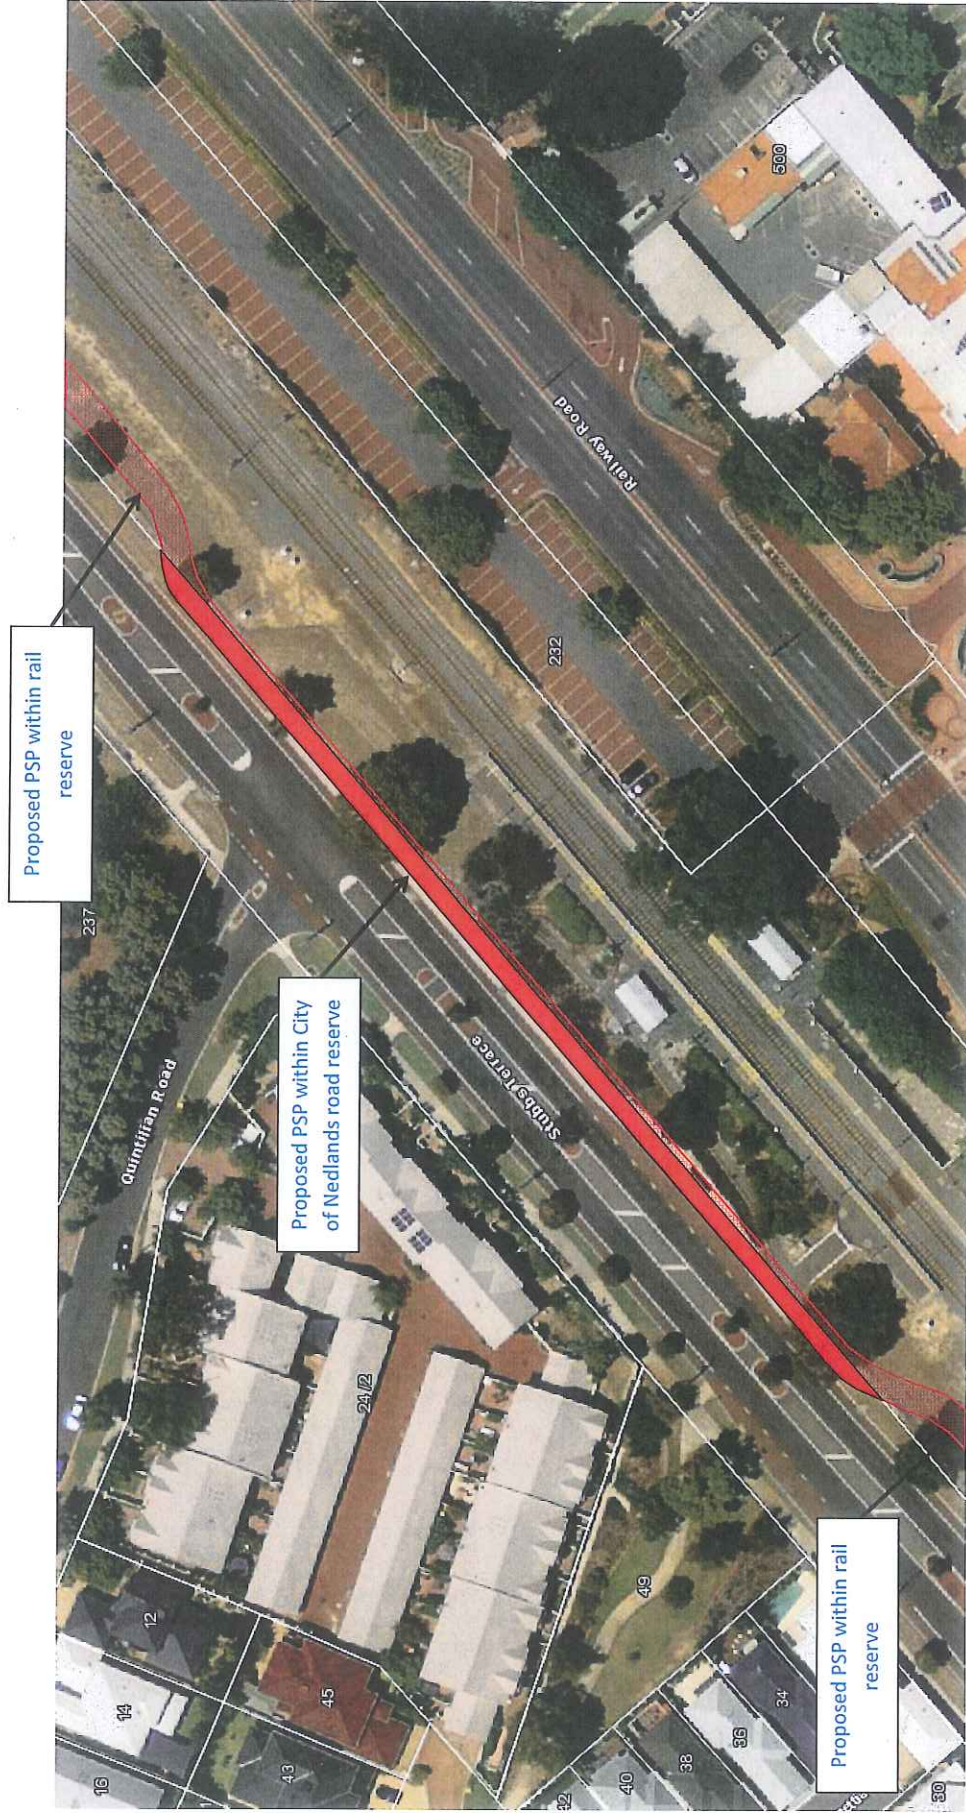 Proposed PSP within rail
reserve
237
Quintilian Road
Proposed PSP within City
of Nedlands road reserve
Stubbs Terrace
Railway Road
500
232
24/2
12
14
16
45
43
1
49
42
40
38
36
34
30
Proposed PSP within rail
reserve